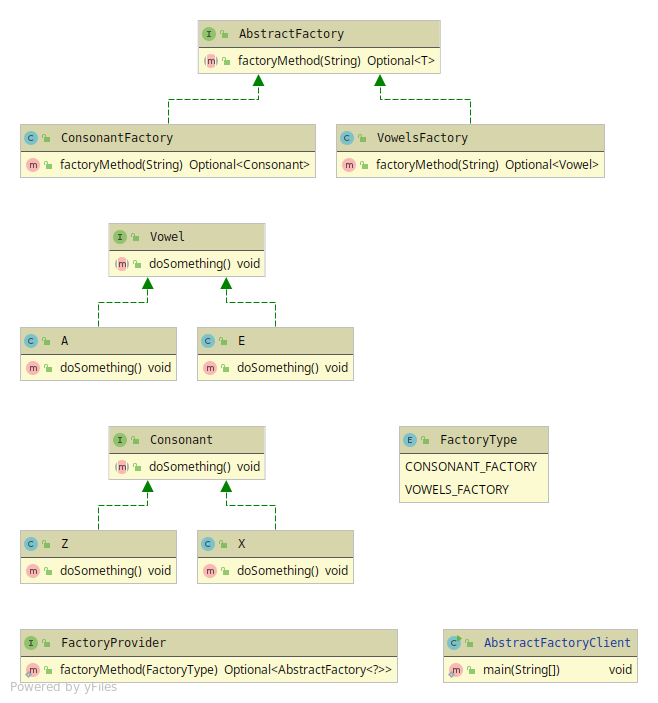 AbstractFactory
factoryMethod(String) Optional<T>
ConsonantFactory
factoryMethod(String) Optional<Consonant>
VowelsFactory
factoryMethod(String) Optional<Vowel>
Vowel
doSomething() void
A
doSomething() void
E
doSomething() void
Consonant
doSomething() void
FactoryType
CONSONANT_FACTORY
VOWELS_FACTORY
Z
doSomething() void
X
doSomething() void
FactoryProvider
factoryMethod(FactoryType) Optional<AbstractFactory<?>>
AbstractFactoryClient
main(String[]) void
Powered by yFiles